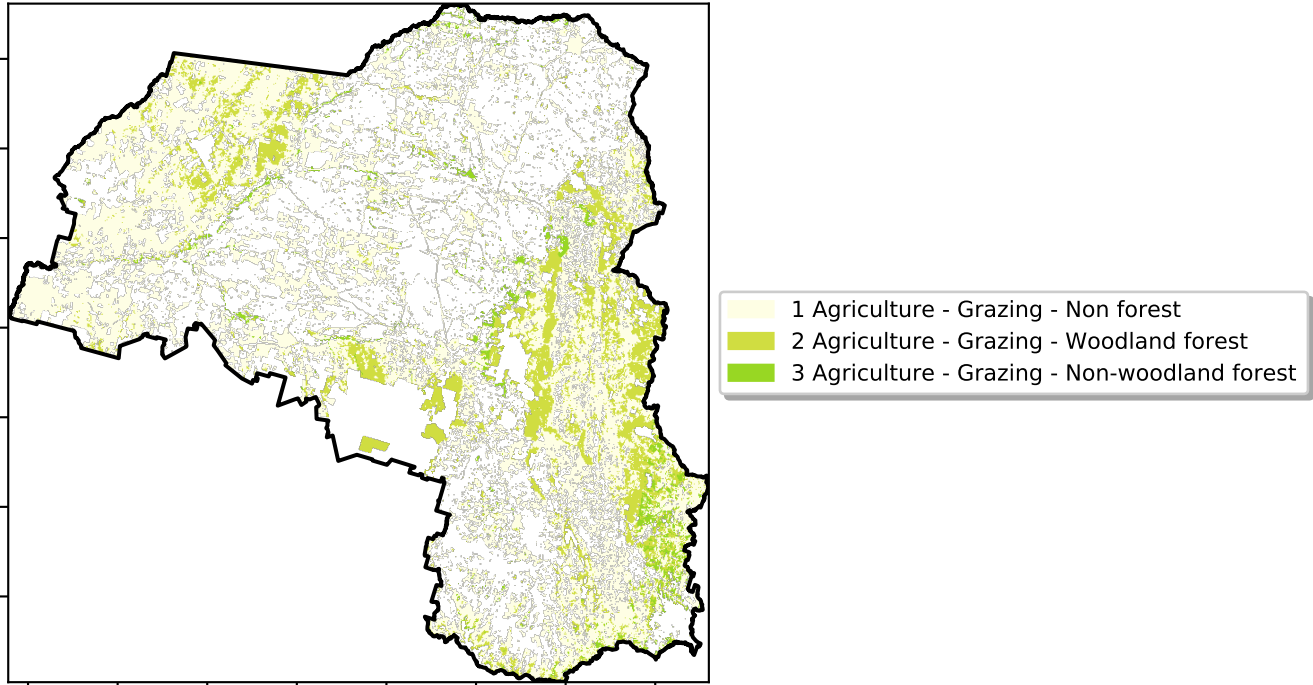 1 Agriculture - Grazing - Non forest
2 Agriculture - Grazing - Woodland forest
3 Agriculture - Grazing - Non-woodland forest